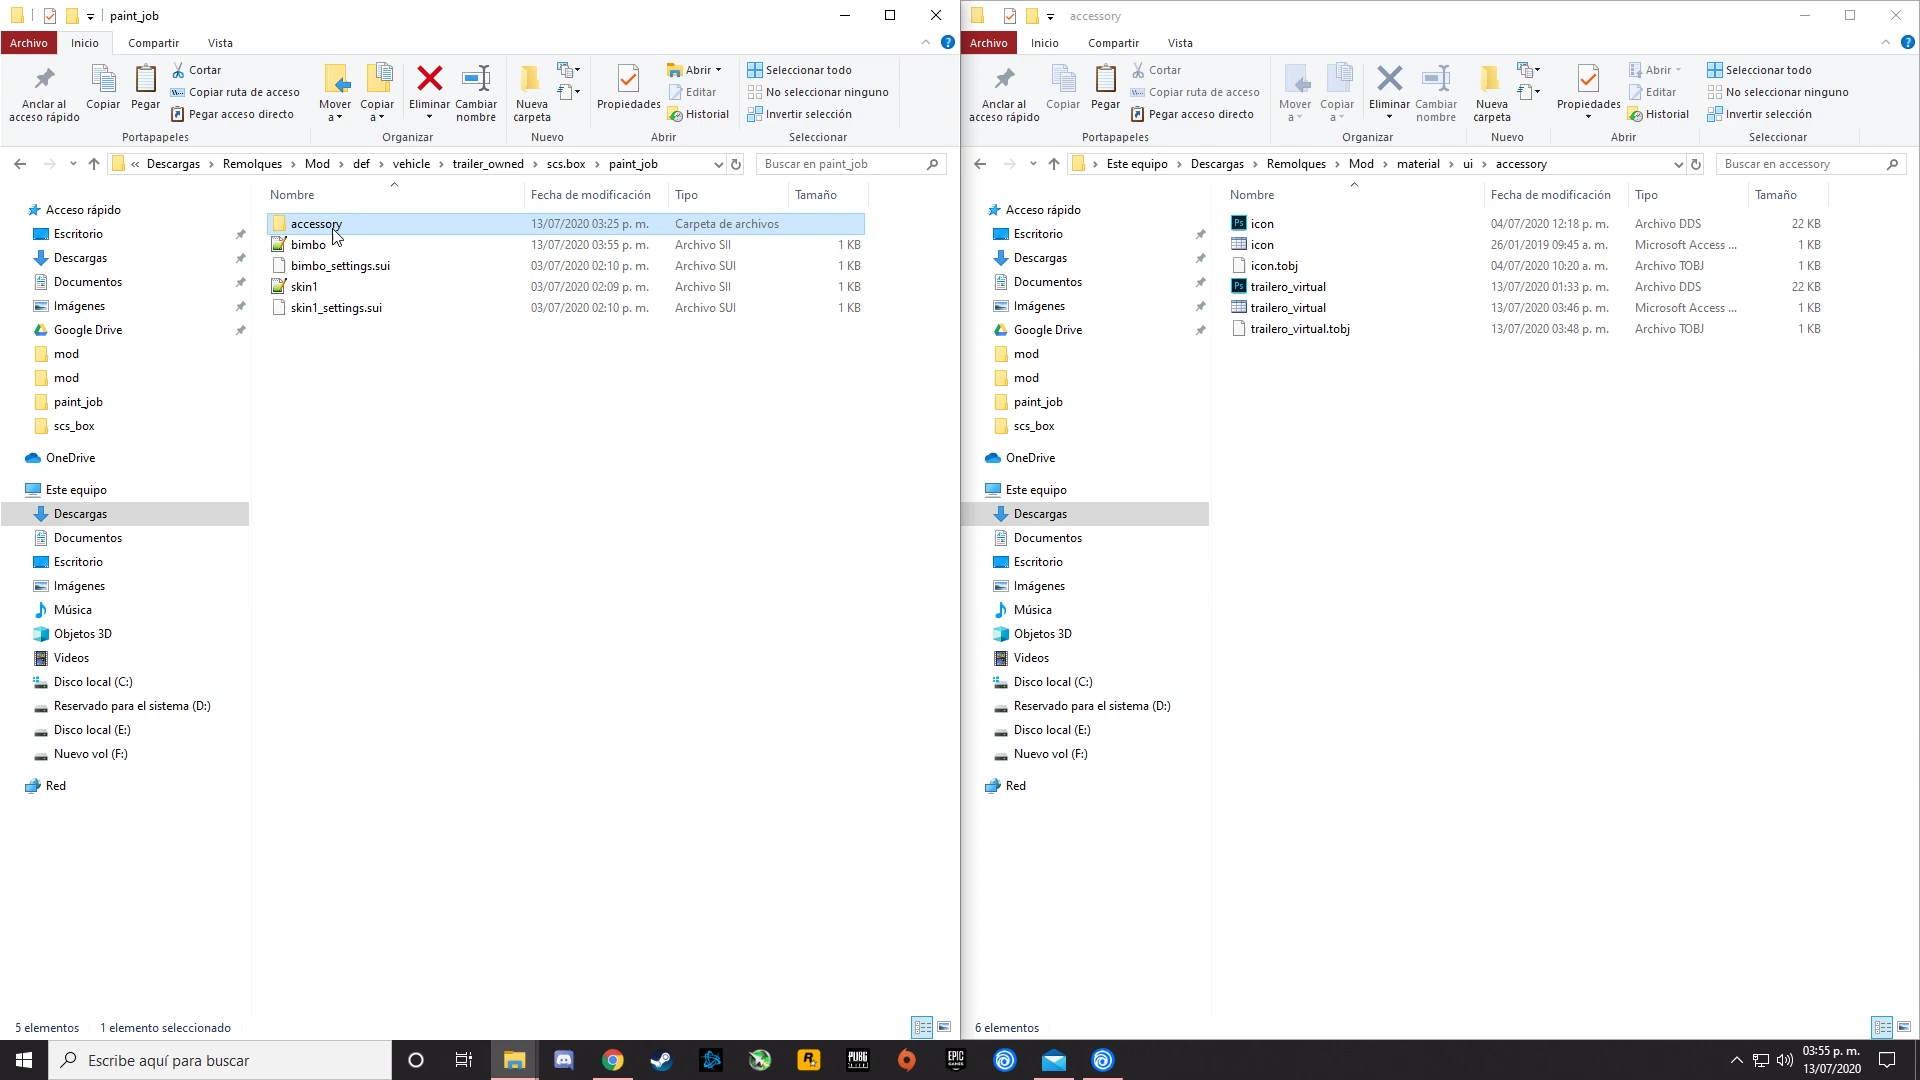 paint_job
Archivo Inicio Compartir Vista
Anclar al acceso rápido
Copiar
Pegar
Cortar
Copiar ruta de acceso
Pegar acceso directo
Portapapeles
Mover a
Copiar a
Eliminar
Cambiar nombre
Organizar
Nueva carpeta
Nuevo
Propiedades
Abrir
Editar
Historial
Abrir
Seleccionar todo
No seleccionar ninguno
Invertir selección
Seleccionar
« Descargas › Remolques › Mod › def › vehicle › trailer_owned › scs.box › paint_job
Buscar en paint_job
Acceso rápido
Escritorio
Descargas
Documentos
Imágenes
Google Drive
mod
mod
paint_job
scs_box
OneDrive
Este equipo
Descargas
Documentos
Escritorio
Imágenes
Música
Objetos 3D
Videos
Disco local (C:)
Reservado para el sistema (D:)
Disco local (E:)
Nuevo vol (F:)
Red
Nombre Fecha de modificación Tipo Tamaño
accessory 13/07/2020 03:25 p. m. Carpeta de archivos
bimbo 13/07/2020 03:55 p. m. Archivo SII 1 KB
bimbo_settings.sui 03/07/2020 02:10 p. m. Archivo SUI 1 KB
skin1 03/07/2020 02:09 p. m. Archivo SII 1 KB
skin1_settings.sui 03/07/2020 02:10 p. m. Archivo SUI 1 KB
5 elementos 1 elemento seleccionado
accessory
Archivo Inicio Compartir Vista
Anclar al acceso rápido
Copiar
Pegar
Cortar
Copiar ruta de acceso
Pegar acceso directo
Portapapeles
Mover a
Copiar a
Eliminar
Cambiar nombre
Organizar
Nueva carpeta
Nuevo
Propiedades
Abrir
Editar
Historial
Abrir
Seleccionar todo
No seleccionar ninguno
Invertir selección
Seleccionar
› Este equipo › Descargas › Remolques › Mod › material › ui › accessory
Buscar en accessory
Acceso rápido
Escritorio
Descargas
Documentos
Imágenes
Google Drive
mod
mod
paint_job
scs_box
OneDrive
Este equipo
Descargas
Documentos
Escritorio
Imágenes
Música
Objetos 3D
Videos
Disco local (C:)
Reservado para el sistema (D:)
Disco local (E:)
Nuevo vol (F:)
Red
Nombre Fecha de modificación Tipo Tamaño
icon 04/07/2020 12:18 p. m. Archivo DDS 22 KB
icon 26/01/2019 09:45 a. m. Microsoft Access ... 1 KB
icon.tobj 04/07/2020 10:20 a. m. Archivo TOBJ 1 KB
trailero_virtual 13/07/2020 01:33 p. m. Archivo DDS 22 KB
trailero_virtual 13/07/2020 03:46 p. m. Microsoft Access ... 1 KB
trailero_virtual.tobj 13/07/2020 03:48 p. m. Archivo TOBJ 1 KB
6 elementos
Escribe aquí para buscar
03:55 p. m.
13/07/2020